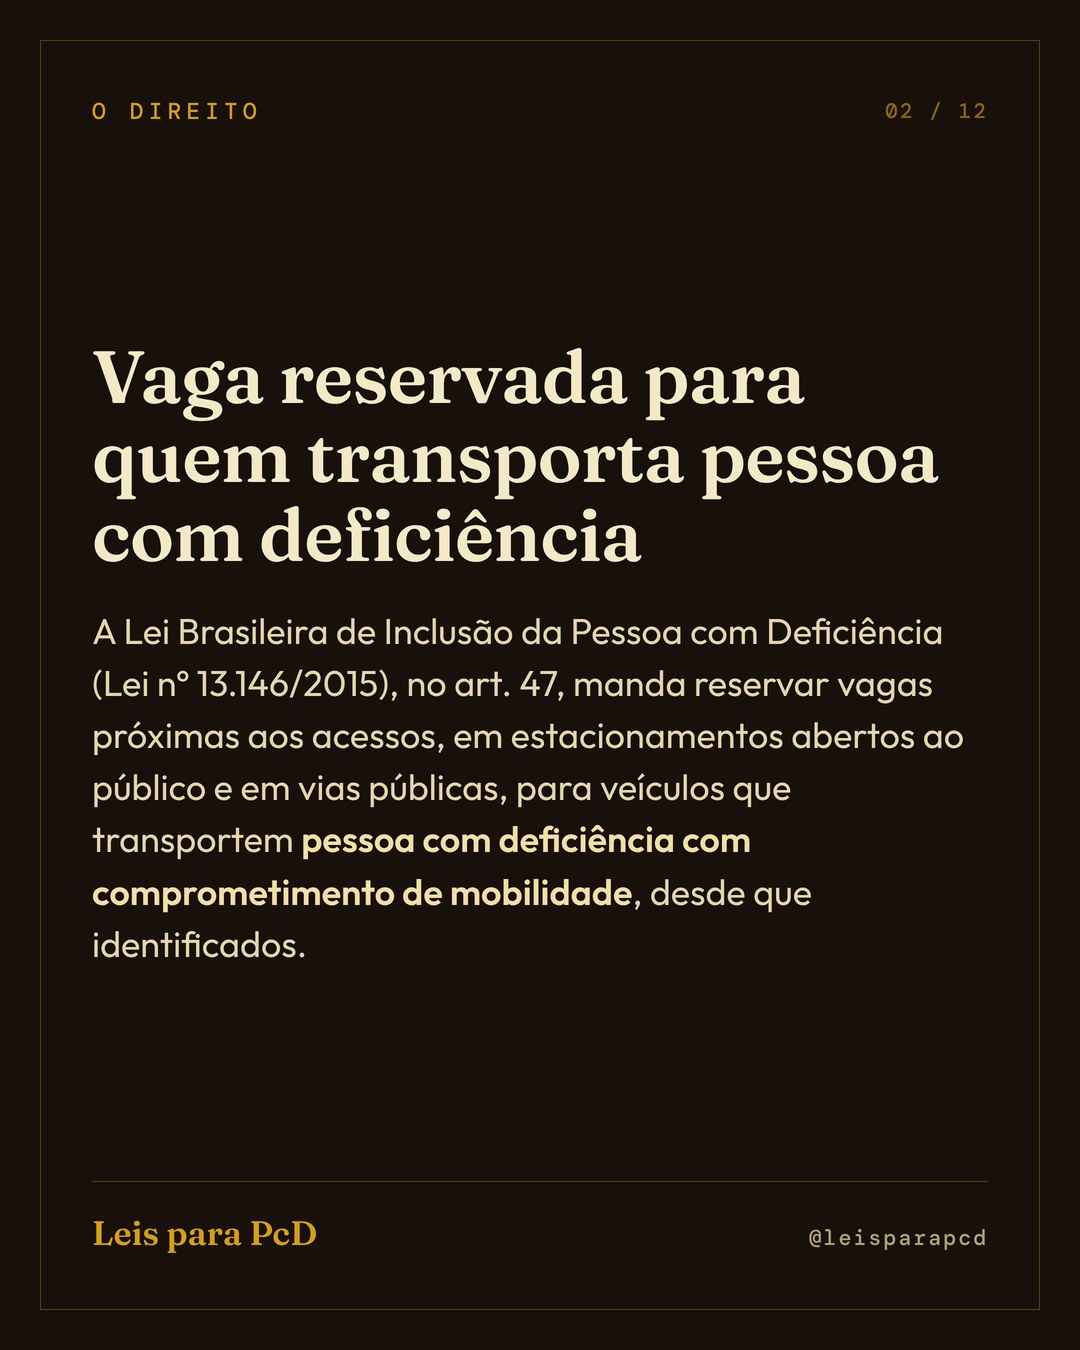 O DIREITO
02 / 12
Vaga reservada para
quem transporta pessoa
com deficiência
A Lei Brasileira de Inclusão da Pessoa com Deficiência
(Lei nº 13.146/2015), no art. 47, manda reservar vagas
próximas aos acessos, em estacionamentos abertos ao
público e em vias públicas, para veículos que
transportem pessoa com deficiência com
comprometimento de mobilidade, desde que
identificados.
Leis para PcD
@leisparapcd